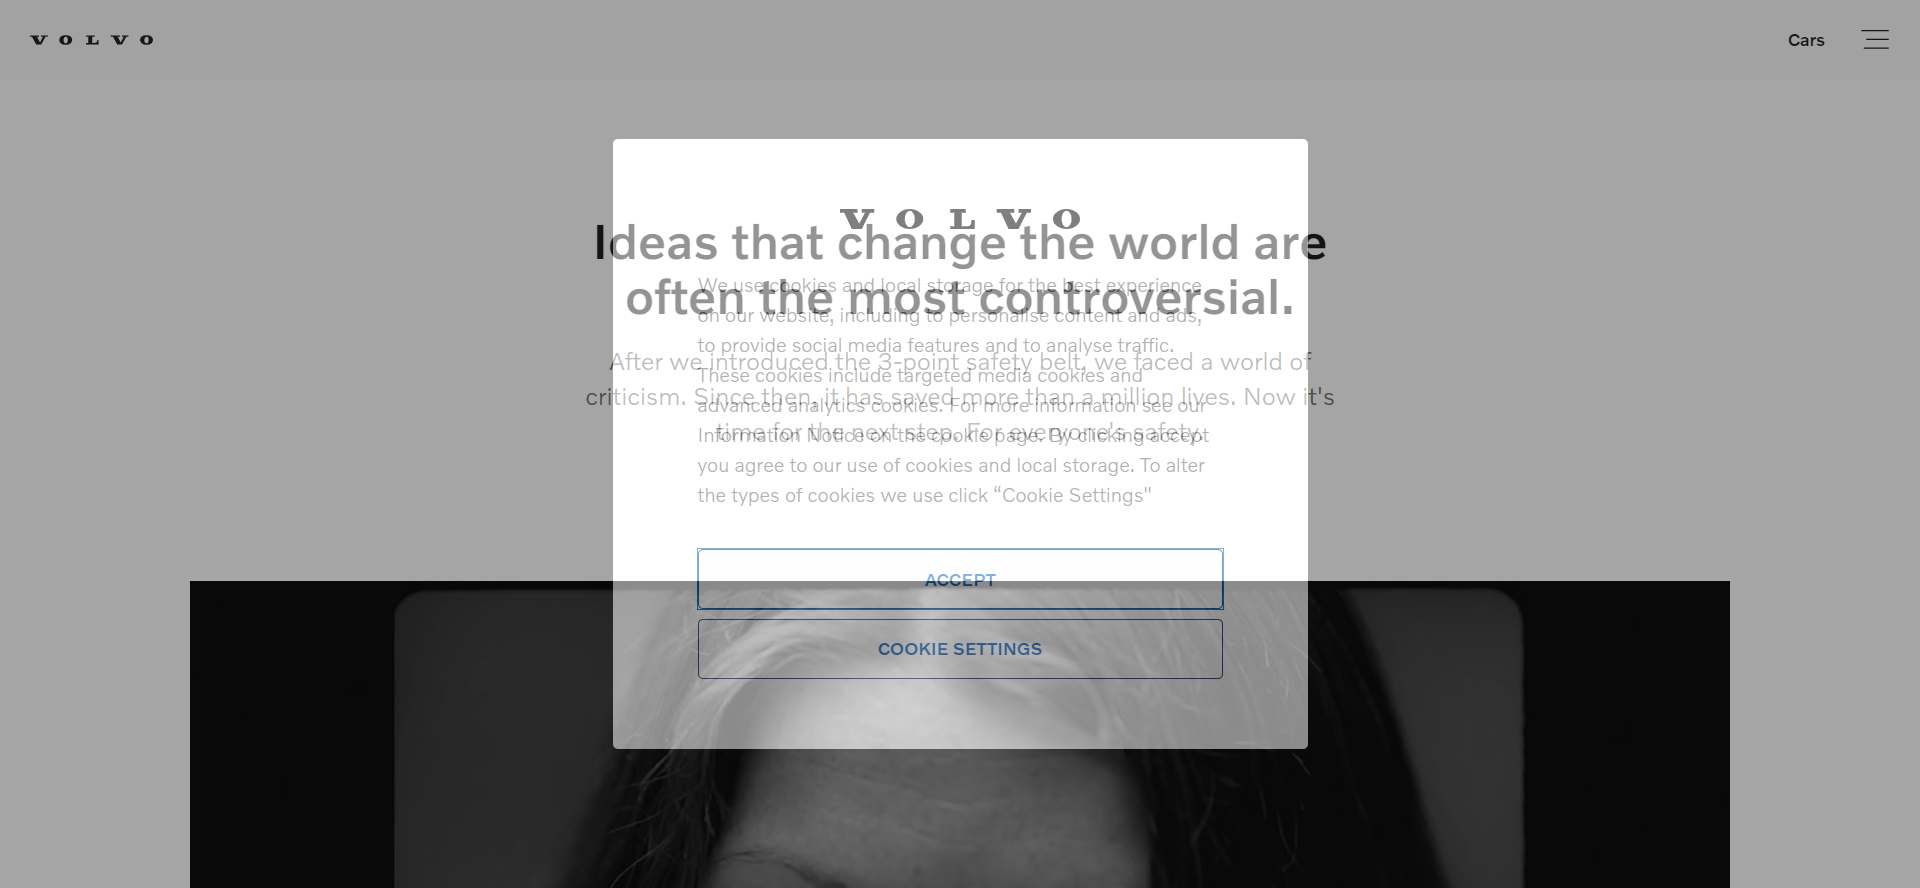 VOLVO
Cars
VOLVO
Ideas that change the world are
often the most controversial.
After we introduced the 3-point safety belt, we faced a world of
criticism. Since then, it has saved more than a million lives. Now it's
time for the next step. For everyone's safety.
We use cookies and local storage for the best experience
on our website, including to personalise content and ads,
to provide social media features and to analyse traffic.
These cookies include targeted media cookies and
advanced analytics cookies. For more information see our
Information Notice on the cookie page. By clicking accept
you agree to our use of cookies and local storage. To alter
the types of cookies we use click “Cookie Settings"
ACCEPT
COOKIE SETTINGS